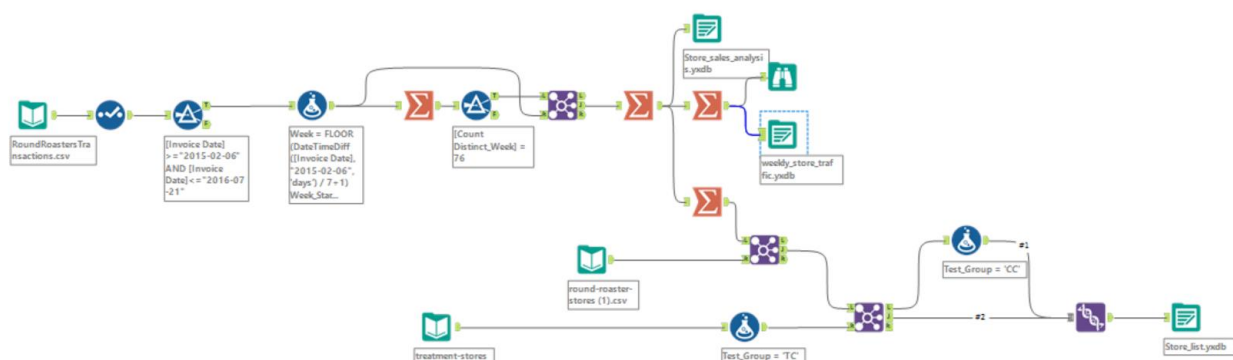 Store_sales_analysi
s.yxdb
RoundRoastersTra
nsactions.csv
[Invoice Date]
>="2015-02-06"
AND [Invoice
Date]<="2016-07
-21"
Week = FLOOR
(DateTimeDiff
([Invoice Date],
"2015-02-06",
'days') / 7+1)
Week_Star...
[Count
Distinct_Week] =
76
weekly_store_traf
fic.yxdb
round-roaster-
stores (1).csv
Test_Group = 'CC'
#1
#2
treatment-stores
Test_Group = 'TC'
Store_list.yxdb